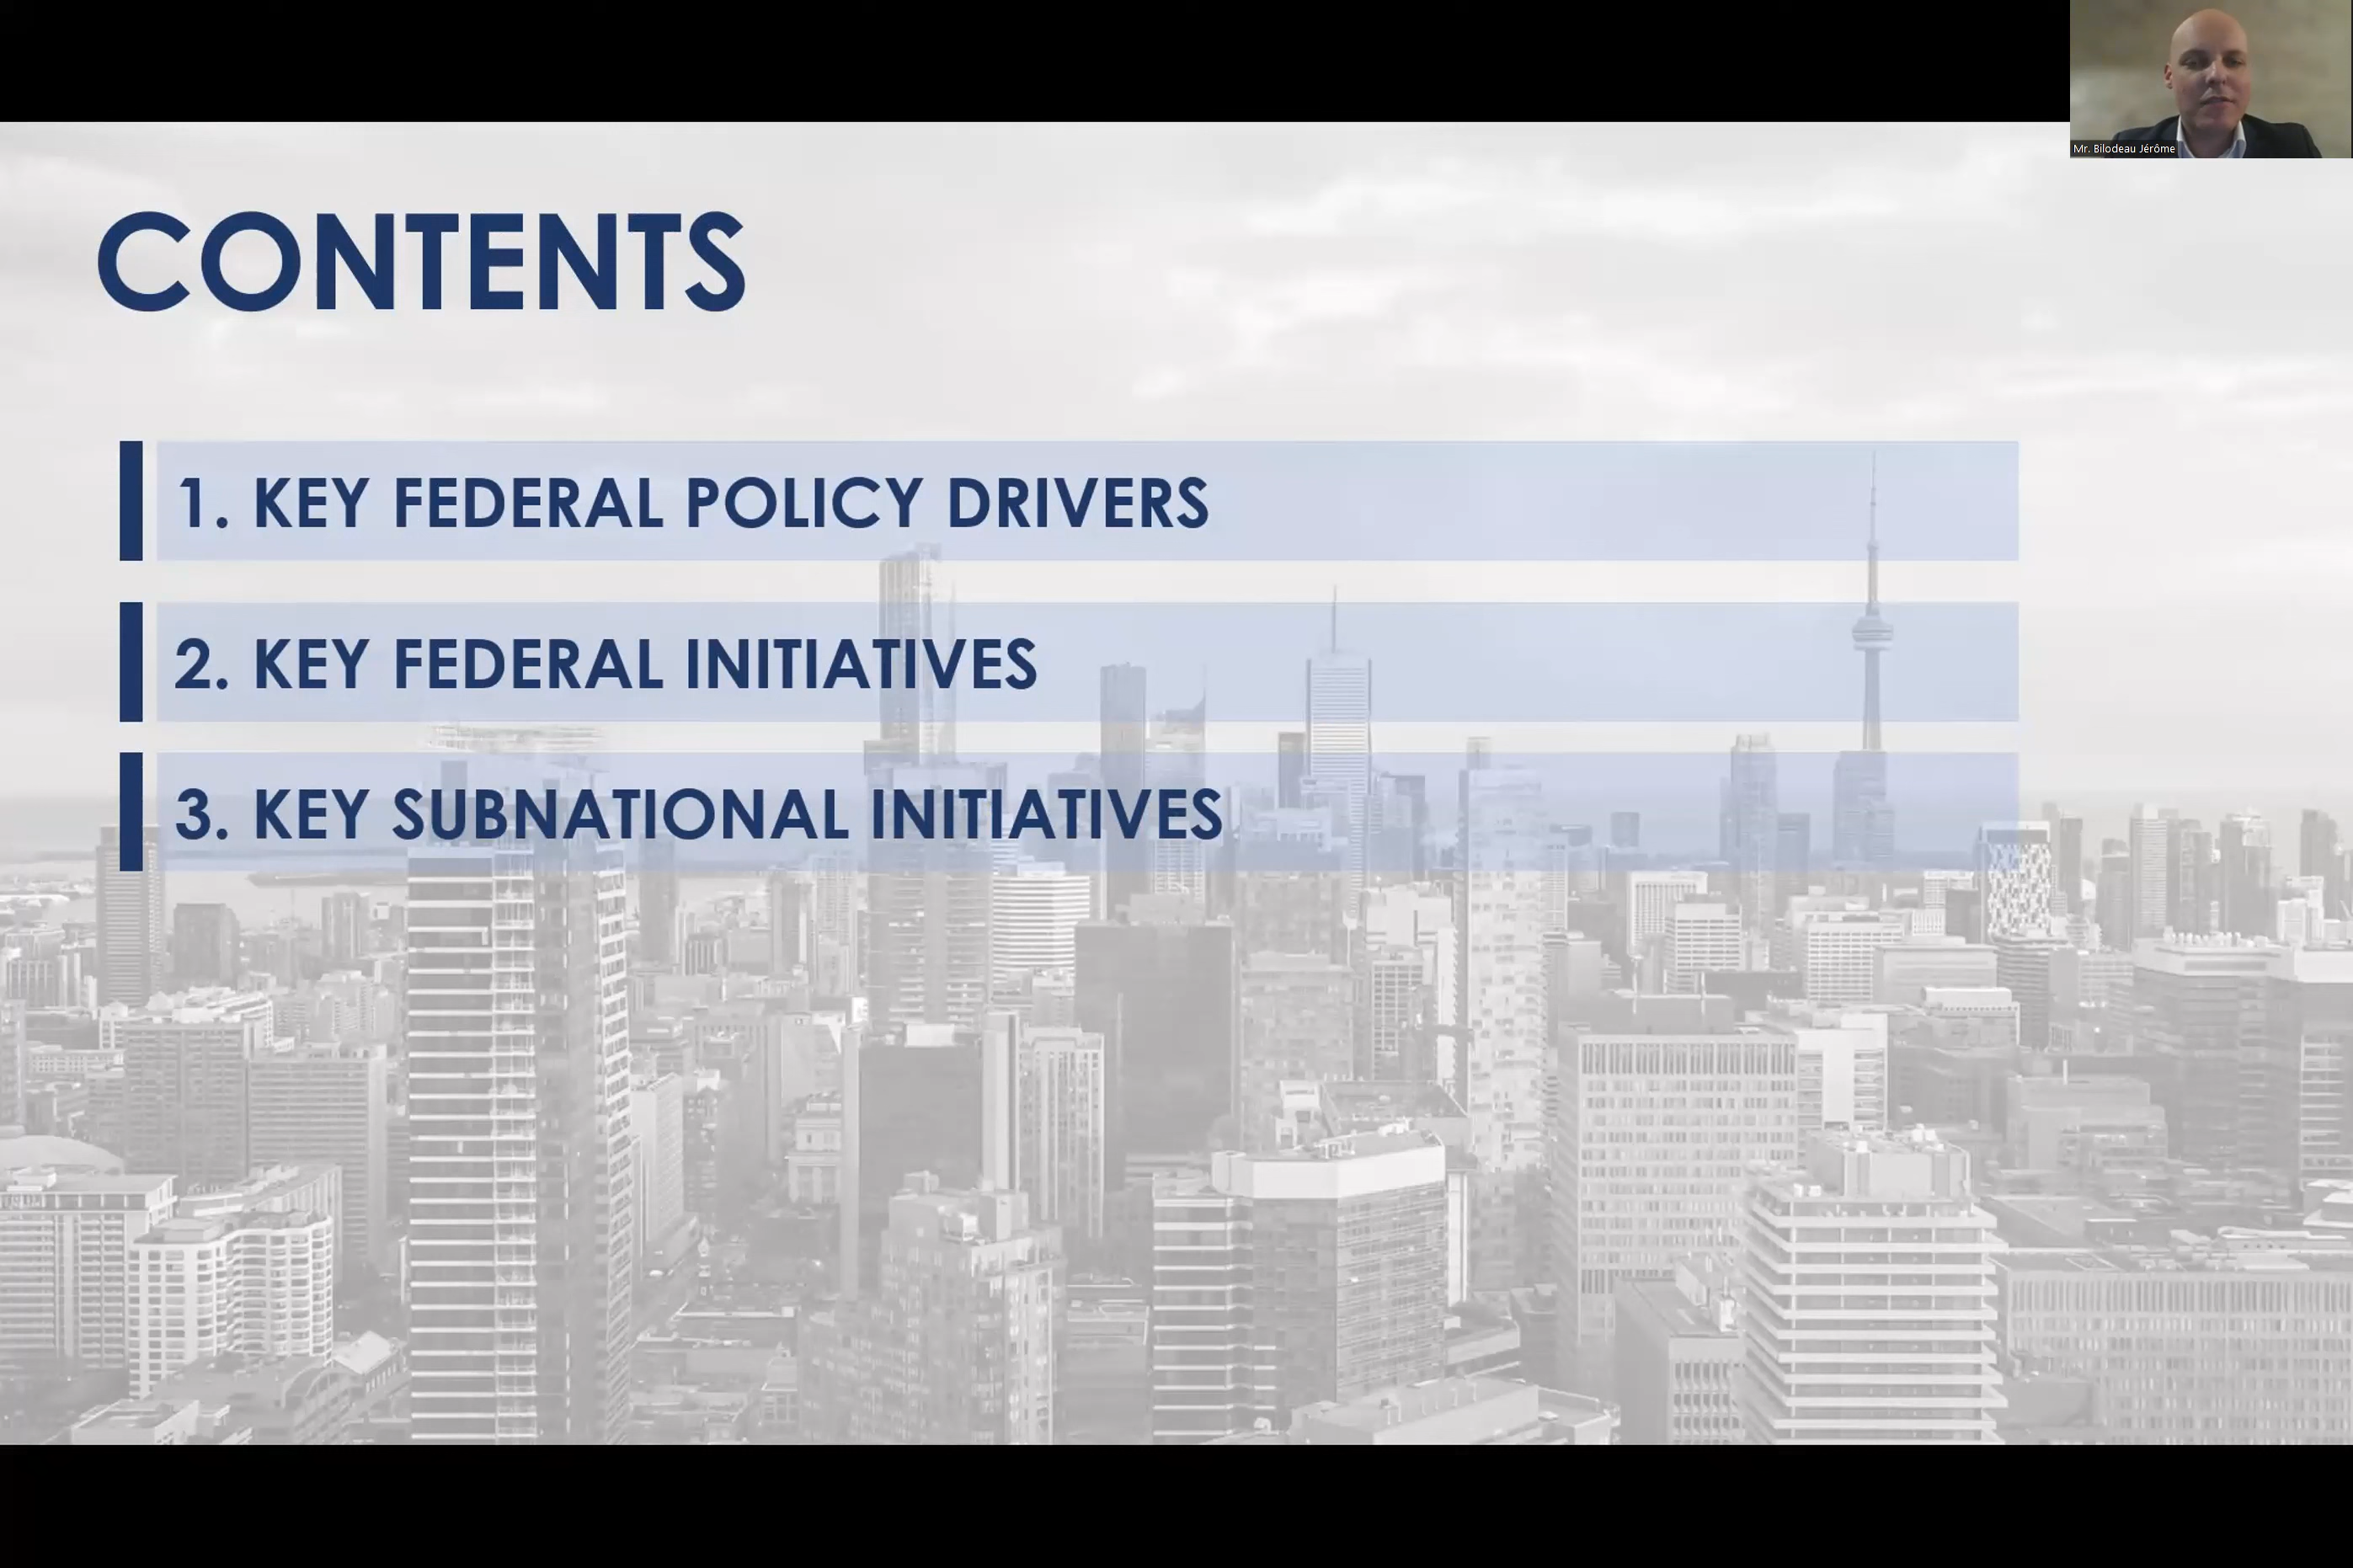 Mr. Bilodeau Jérôme
CONTENTS
1. KEY FEDERAL POLICY DRIVERS
2. KEY FEDERAL INITIATIVES
3. KEY SUBNATIONAL INITIATIVES